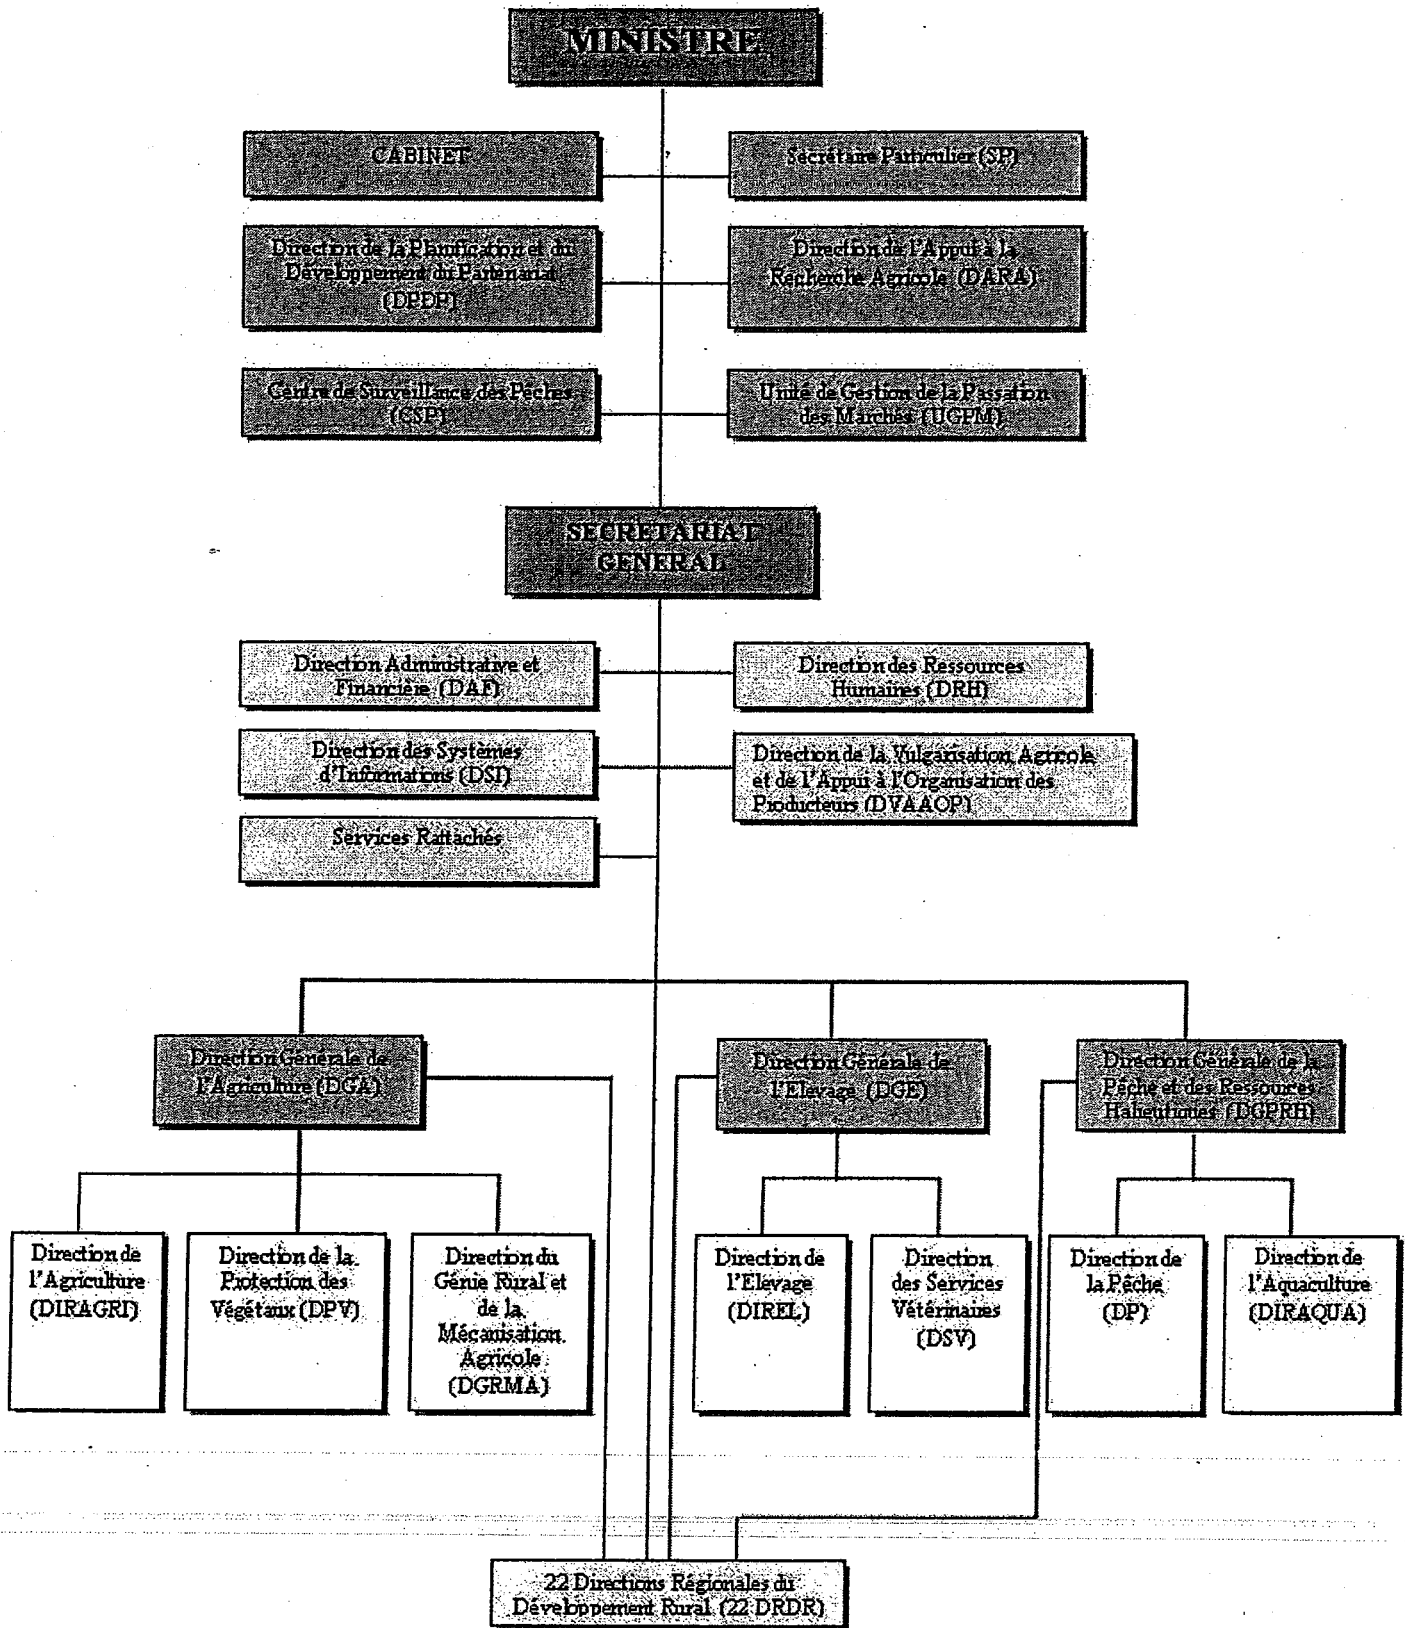 MINISTRE
CABINET
Secrétaire Particulier (SP)
Direction de la Planification et du
Développement du Partenariat
(DPDP)
Direction de l'Appui à la
Recherche Agricole (DARA)
Centre de Surveillance des Pêches
(CSP)
Unité de Gestion de la Passation
des Marchés (UGPM)
SECRETARIAT
GENERAL
Direction Administrative et
Financière (DAF)
Direction des Ressources
Humaines (DRH)
Direction des Systèmes
d'Informations (DSI)
Direction de la Vulgarisation Agricole
et de l'Appui à l'Organisation des
Producteurs (DVAAOP)
Services Rattachés
Direction Générale de
l'Agriculture (DGA)
Direction Générale de
l'Elevage (DGE)
Direction Générale de la
Pêche et des Ressources
Halieutiques (DGPRH)
Direction de
l'Agriculture
(DIRAGRI)
Direction de la
Protection des
Végétaux (DPV)
Direction du
Génie Rural et
de la
Mécanisation
Agricole
(DGRMA)
Direction de
l'Elevage
(DIREL)
Direction
des Services
Vétérinaires
(DSV)
Direction de
la Pêche
(DP)
Direction de
l'Aquaculture
(DIRAQUA)
22 Directions Régionales du
Développement Rural (22 DRDR)